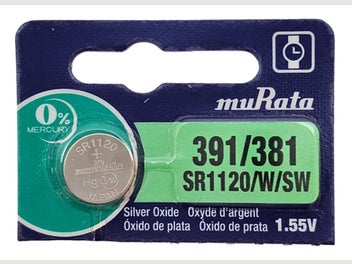 muRata
0%
MERCURY
SR1120
+
JAPAN
391/381
SR1120/W/SW
Silver Oxide Oxyde d'argent
Óxido de plata Óxido de prata 1.55V